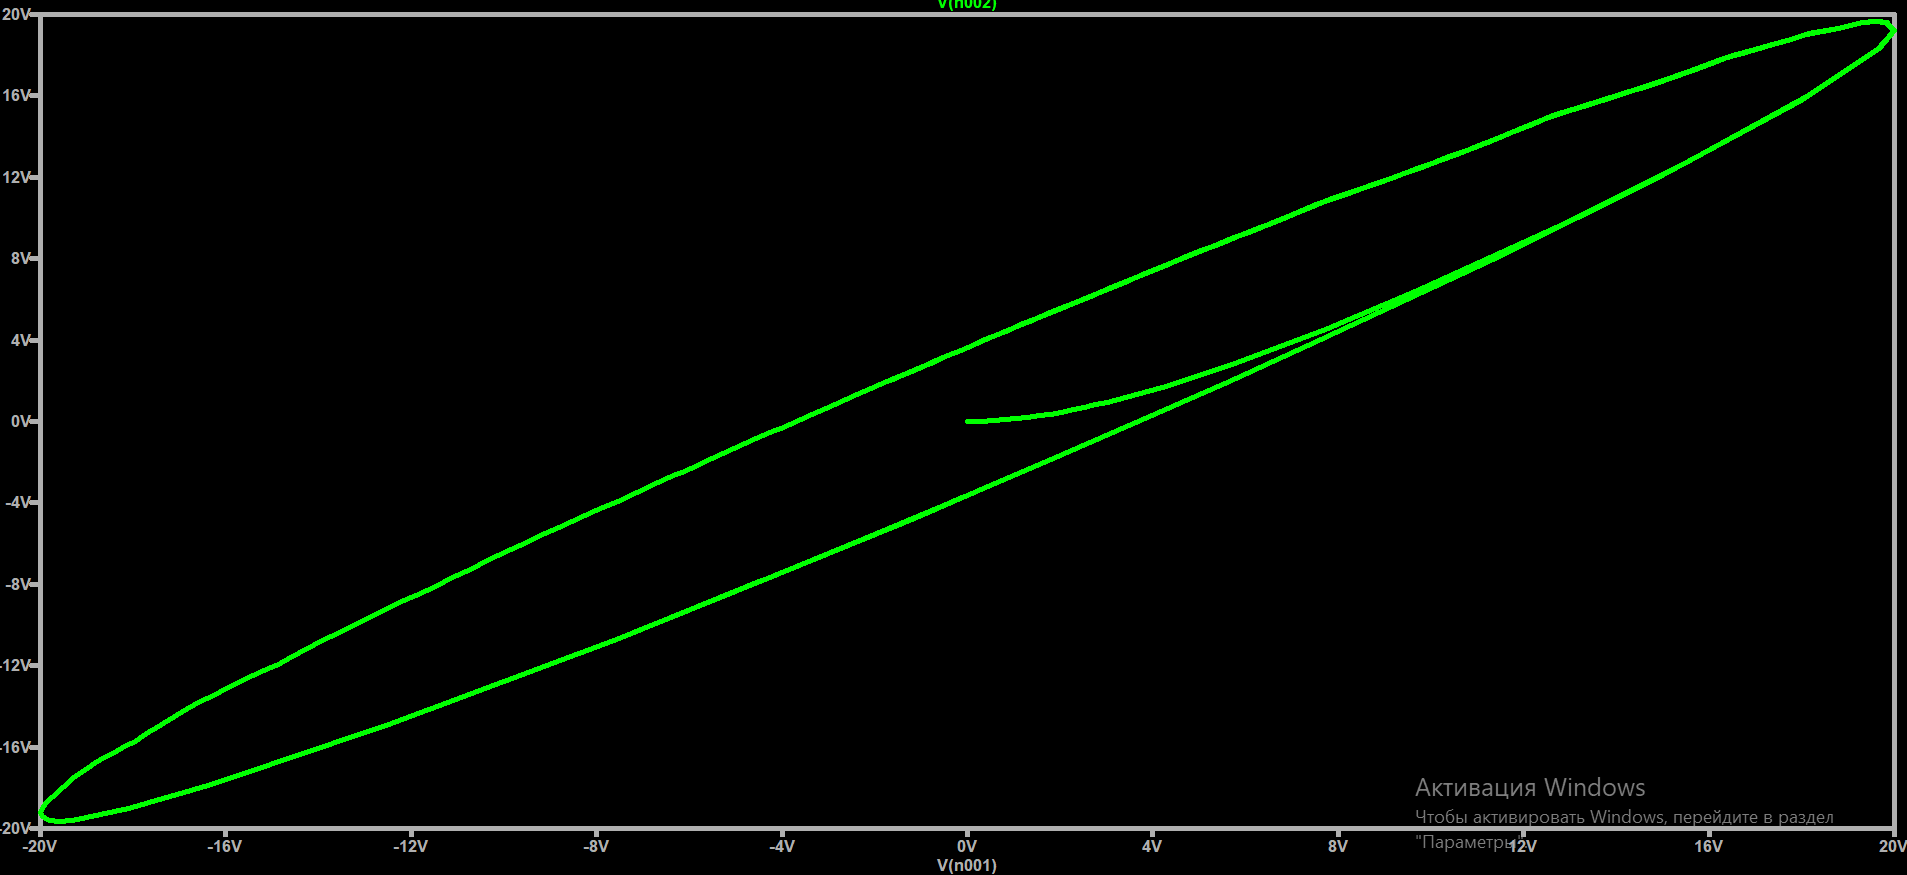 V(n002)
20V
16V
12V
8V
4V
0V
-4V
-8V
-12V
-16V
-20V
-20V -16V -12V -8V -4V 0V 4V 8V 12V 16V 20V
V(n001)
Активация Windows
Чтобы активировать Windows, перейдите в раздел
"Параметры".